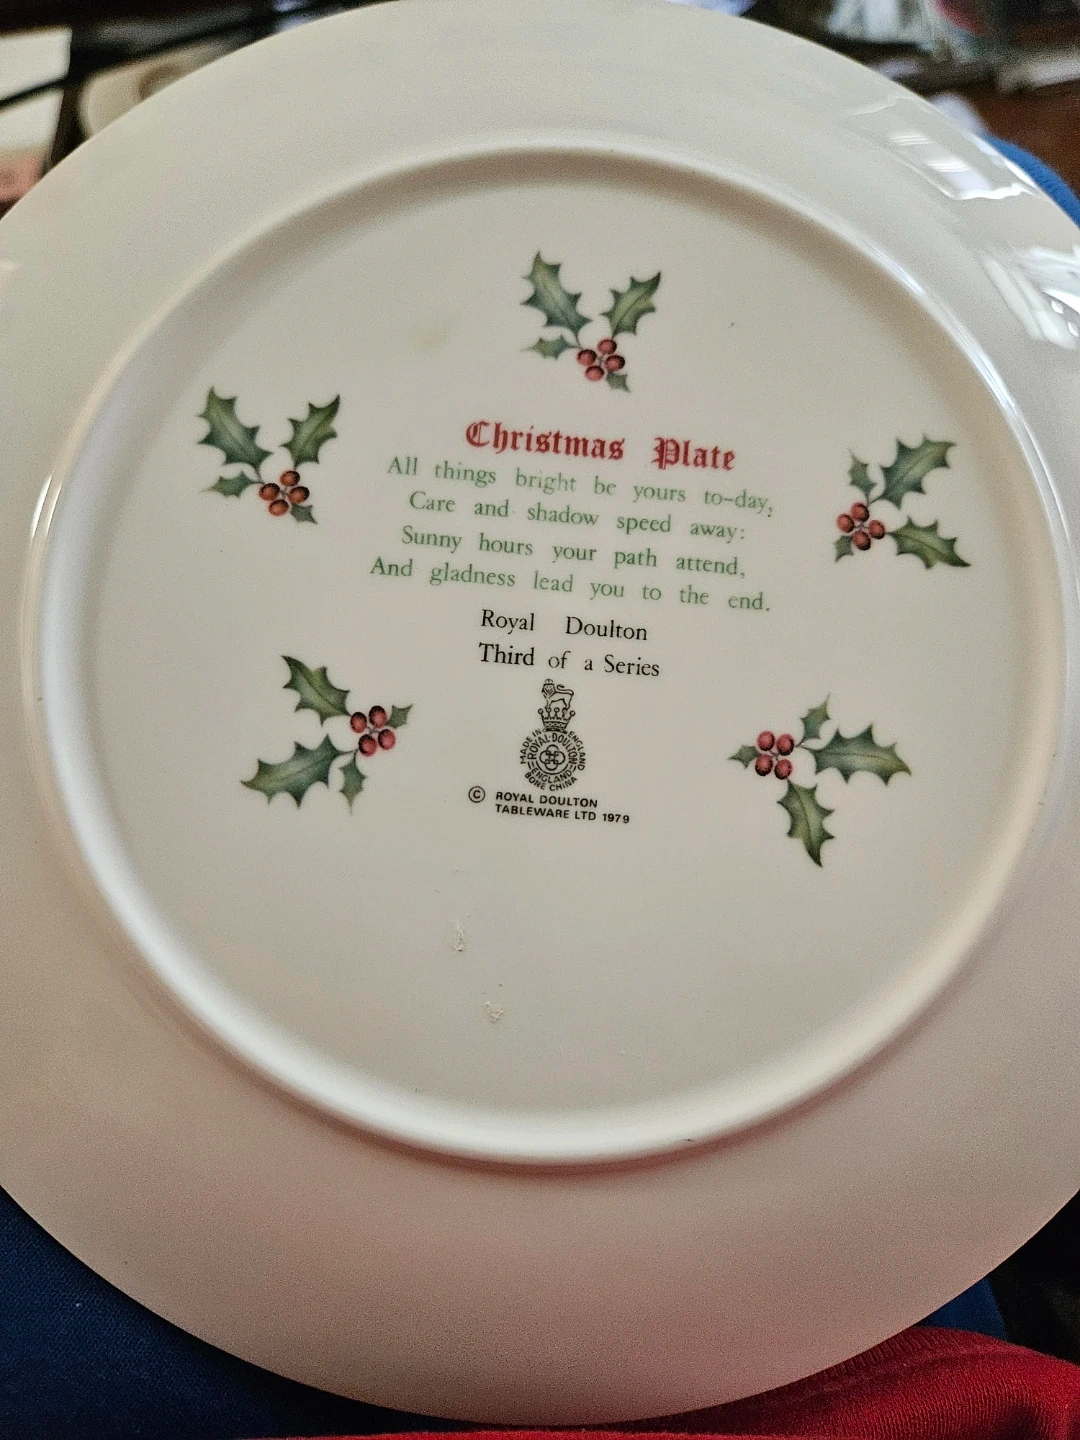 Christmas Plate
All things bright be yours to-day,
Care and shadow speed away:
Sunny hours your path attend,
And gladness lead you to the end.
Royal Doulton
Third of a Series
MADE IN ENGLAND
ROYAL·DOULTON
ENGLAND
BONE CHINA
© ROYAL DOULTON
TABLEWARE LTD 1979